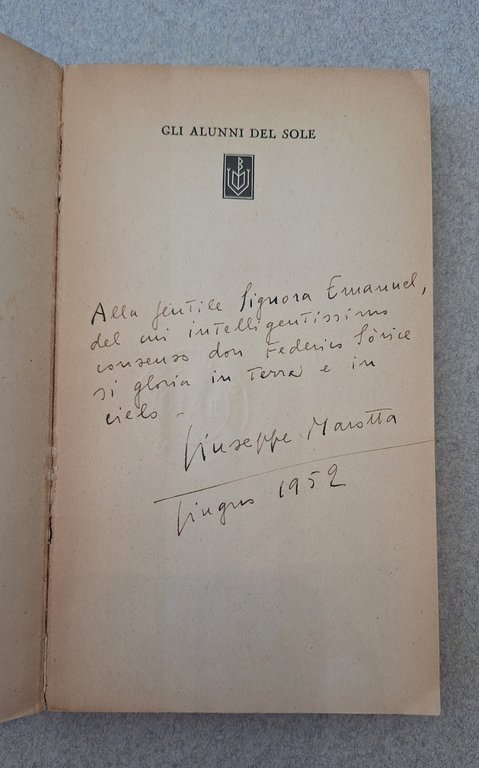 GLI ALUNNI DEL SOLE
B
Alla gentile Signora Emanuel,
del cui intelligentissimo
consenso don Federico Sòrice
si gloria in terra e in
cielo -
Giuseppe Marotta
Giugno 1952